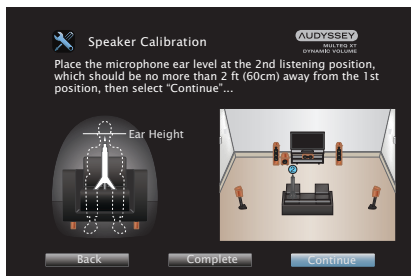 Speaker Calibration
AUDYSSEY
MULTEQ XT
DYNAMIC VOLUME
Place the microphone ear level at the 2nd listening position,
which should be no more than 2 ft (60cm) away from the 1st
position, then select “Continue”...
Ear Height
2
Back
Complete
Continue